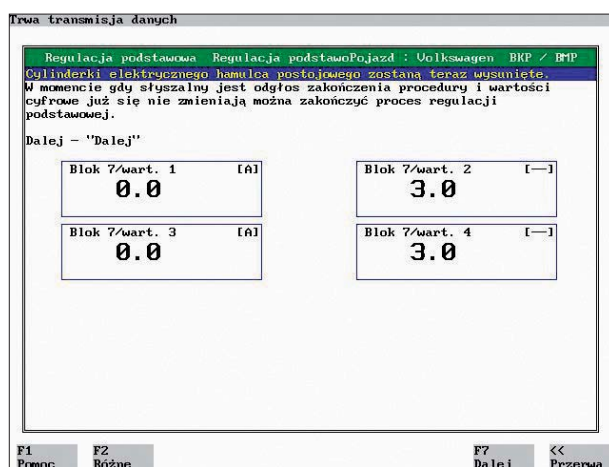 Trwa transmisja danych
Regulacja podstawowa Regulacja podstawoPojazd : Volkswagen BKP / BMP
Cylinderki elektrycznego hamulca postojowego zostaną teraz wysunięte.
W momencie gdy słyszalny jest odgłos zakończenia procedury i wartości
cyfrowe już się nie zmieniają można zakończyć proces regulacji
podstawowej.
Dalej - "Dalej"
Blok 7/wart. 1 [A] Blok 7/wart. 2 [—]
0.0 3.0
Blok 7/wart. 3 [A] Blok 7/wart. 4 [—]
0.0 3.0
F1 F2 F7 <<
Pomoc Różne Dalej Przerwa